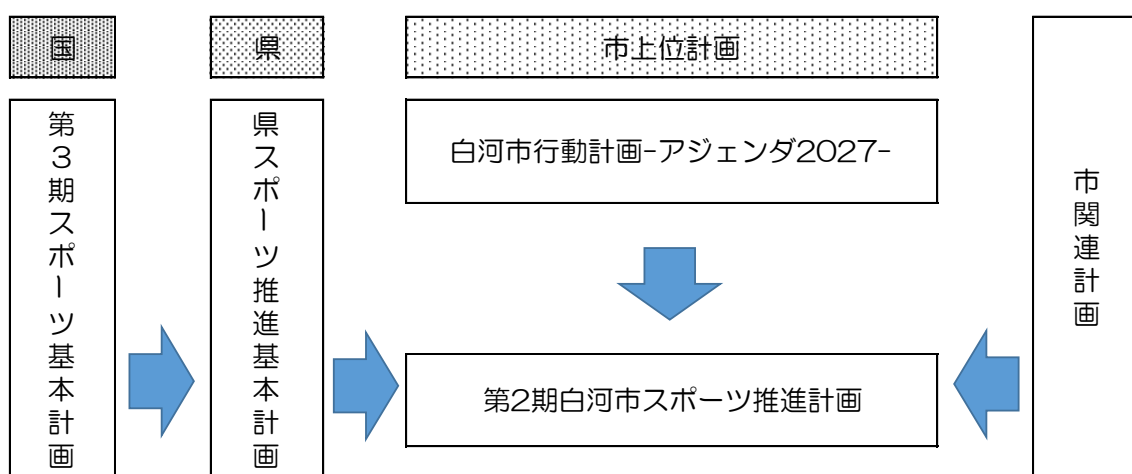 国
県
市上位計画
第3期スポーツ基本計画
県スポーツ推進基本計画
白河市行動計画-アジェンダ2027-
市関連計画
第2期白河市スポーツ推進計画